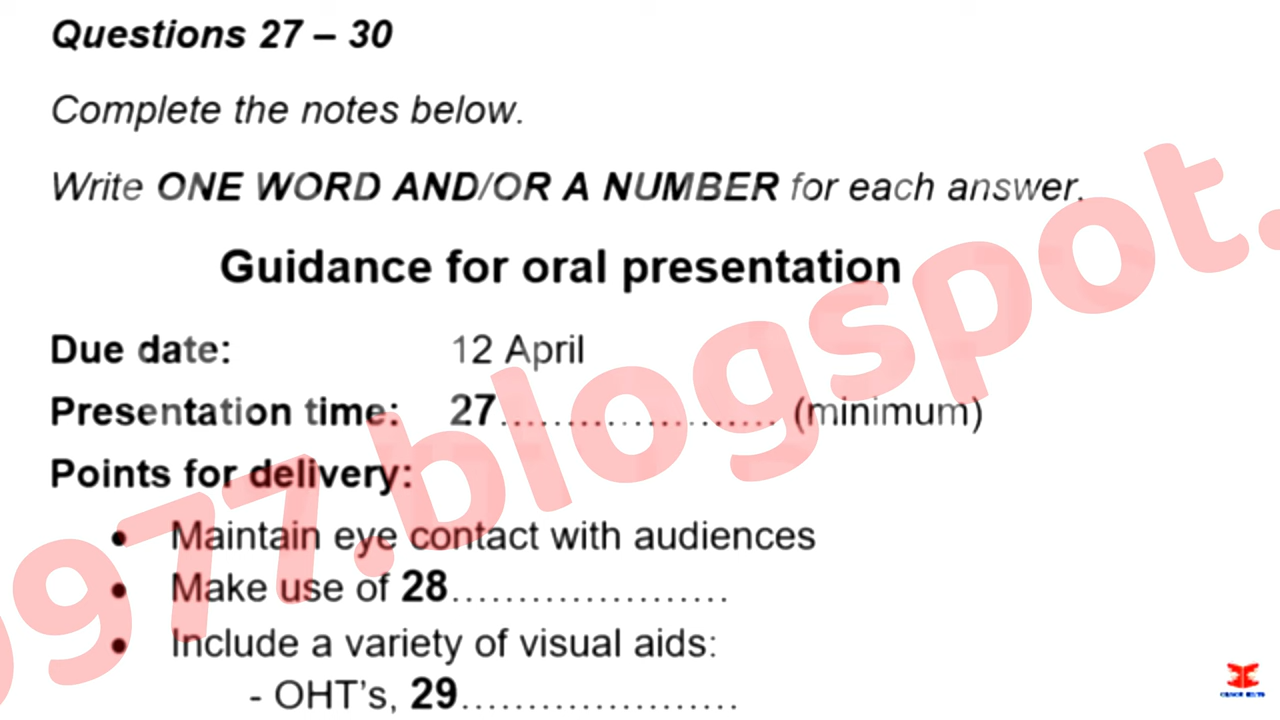 Questions 27 – 30
Complete the notes below.
Write ONE WORD AND/OR A NUMBER for each answer.
Guidance for oral presentation
Due date: 12 April
Presentation time: 27..................... (minimum)
Points for delivery:
• Maintain eye contact with audiences
• Make use of 28.....................
• Include a variety of visual aids:
- OHT's, 29.....................
977.blogspot.